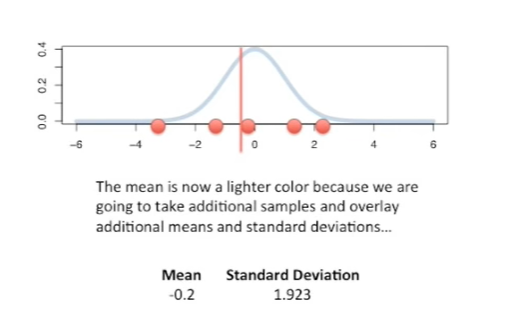 0.4
0.2
0.0
-6 -4 -2 0 2 4 6
The mean is now a lighter color because we are
going to take additional samples and overlay
additional means and standard deviations...
Mean Standard Deviation
-0.2 1.923